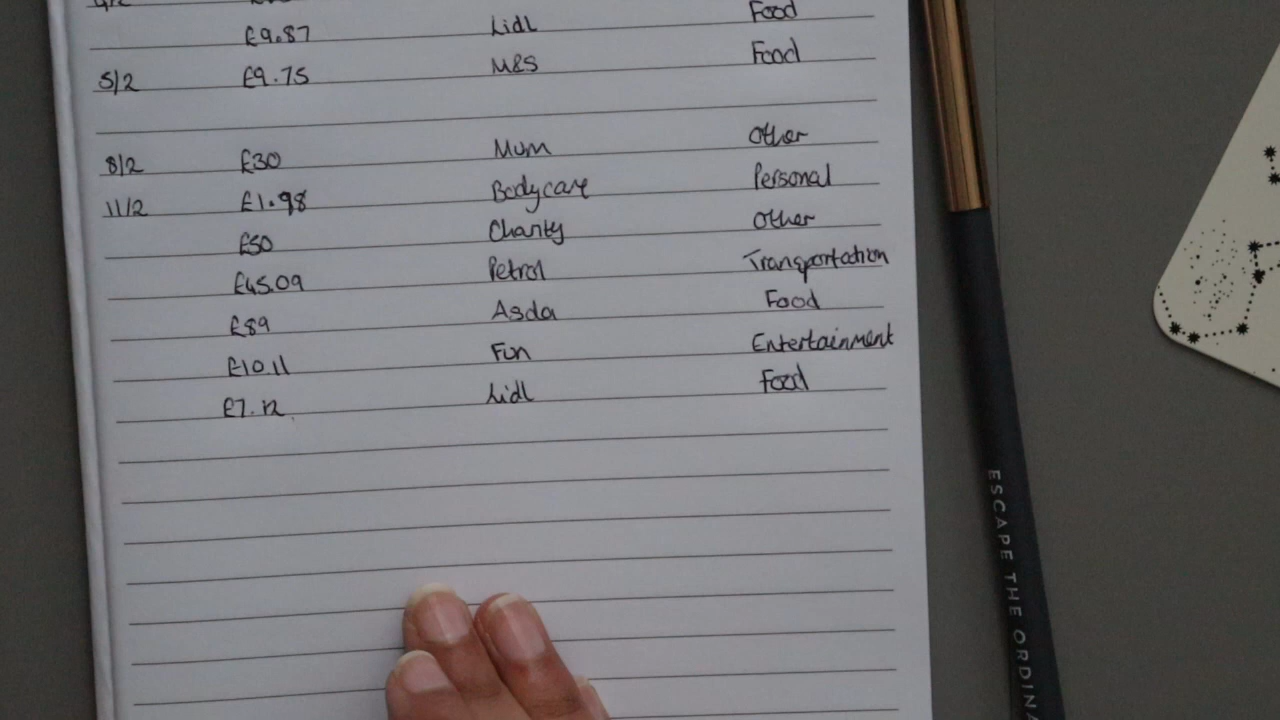 Food
£9.87 Lidl
5/2 £9.75 M&S Food
8/2 £30 Mum Other
11/2 £1.98 Bodycare Personal
£50 Charity Other
£45.09 Petrol Transportation
£89 Asda Food
£10.11 Fun Entertainment
£7.12 Lidl Food
ESCAPE THE ORDINA